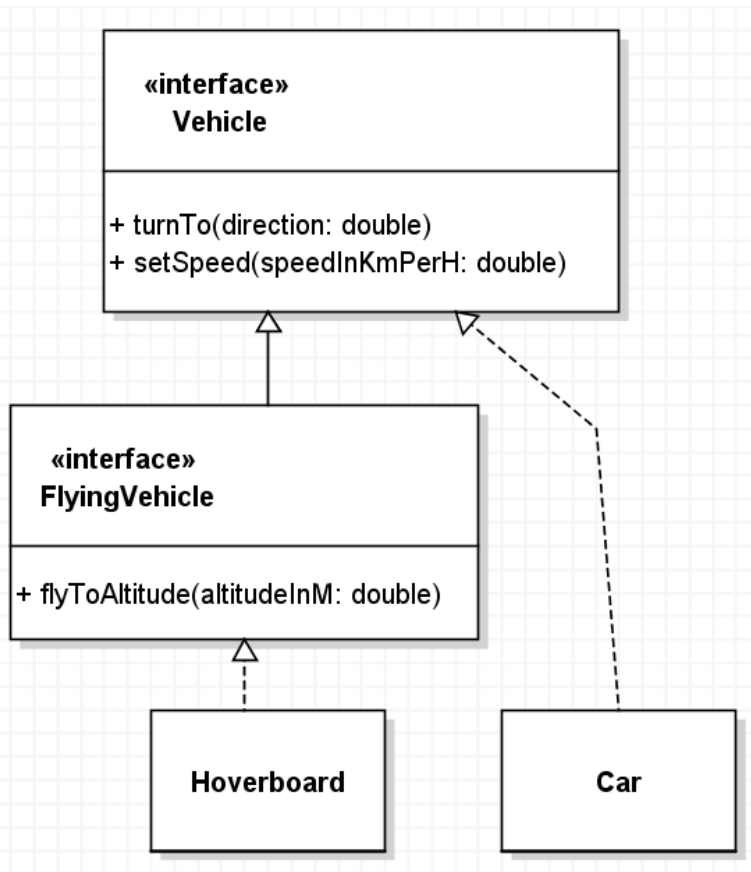 «interface»
Vehicle
+ turnTo(direction: double)
+ setSpeed(speedInKmPerH: double)
«interface»
FlyingVehicle
+ flyToAltitude(altitudeInM: double)
Hoverboard
Car